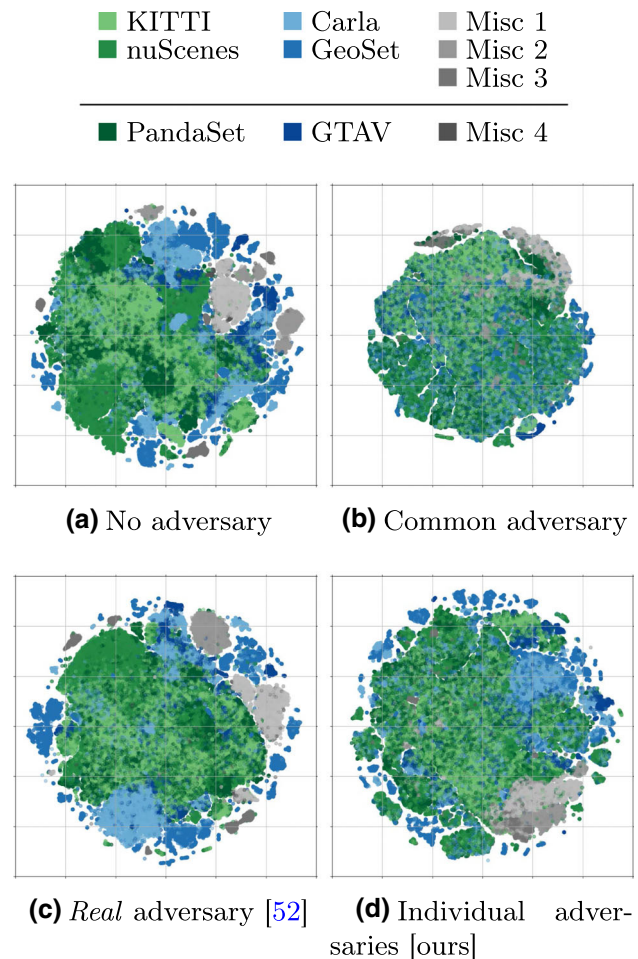 KITTI Carla Misc 1
nuScenes GeoSet Misc 2
Misc 3
PandaSet GTAV Misc 4
(a) No adversary
(b) Common adversary
(c) Real adversary [52]
(d) Individual adver-
saries [ours]